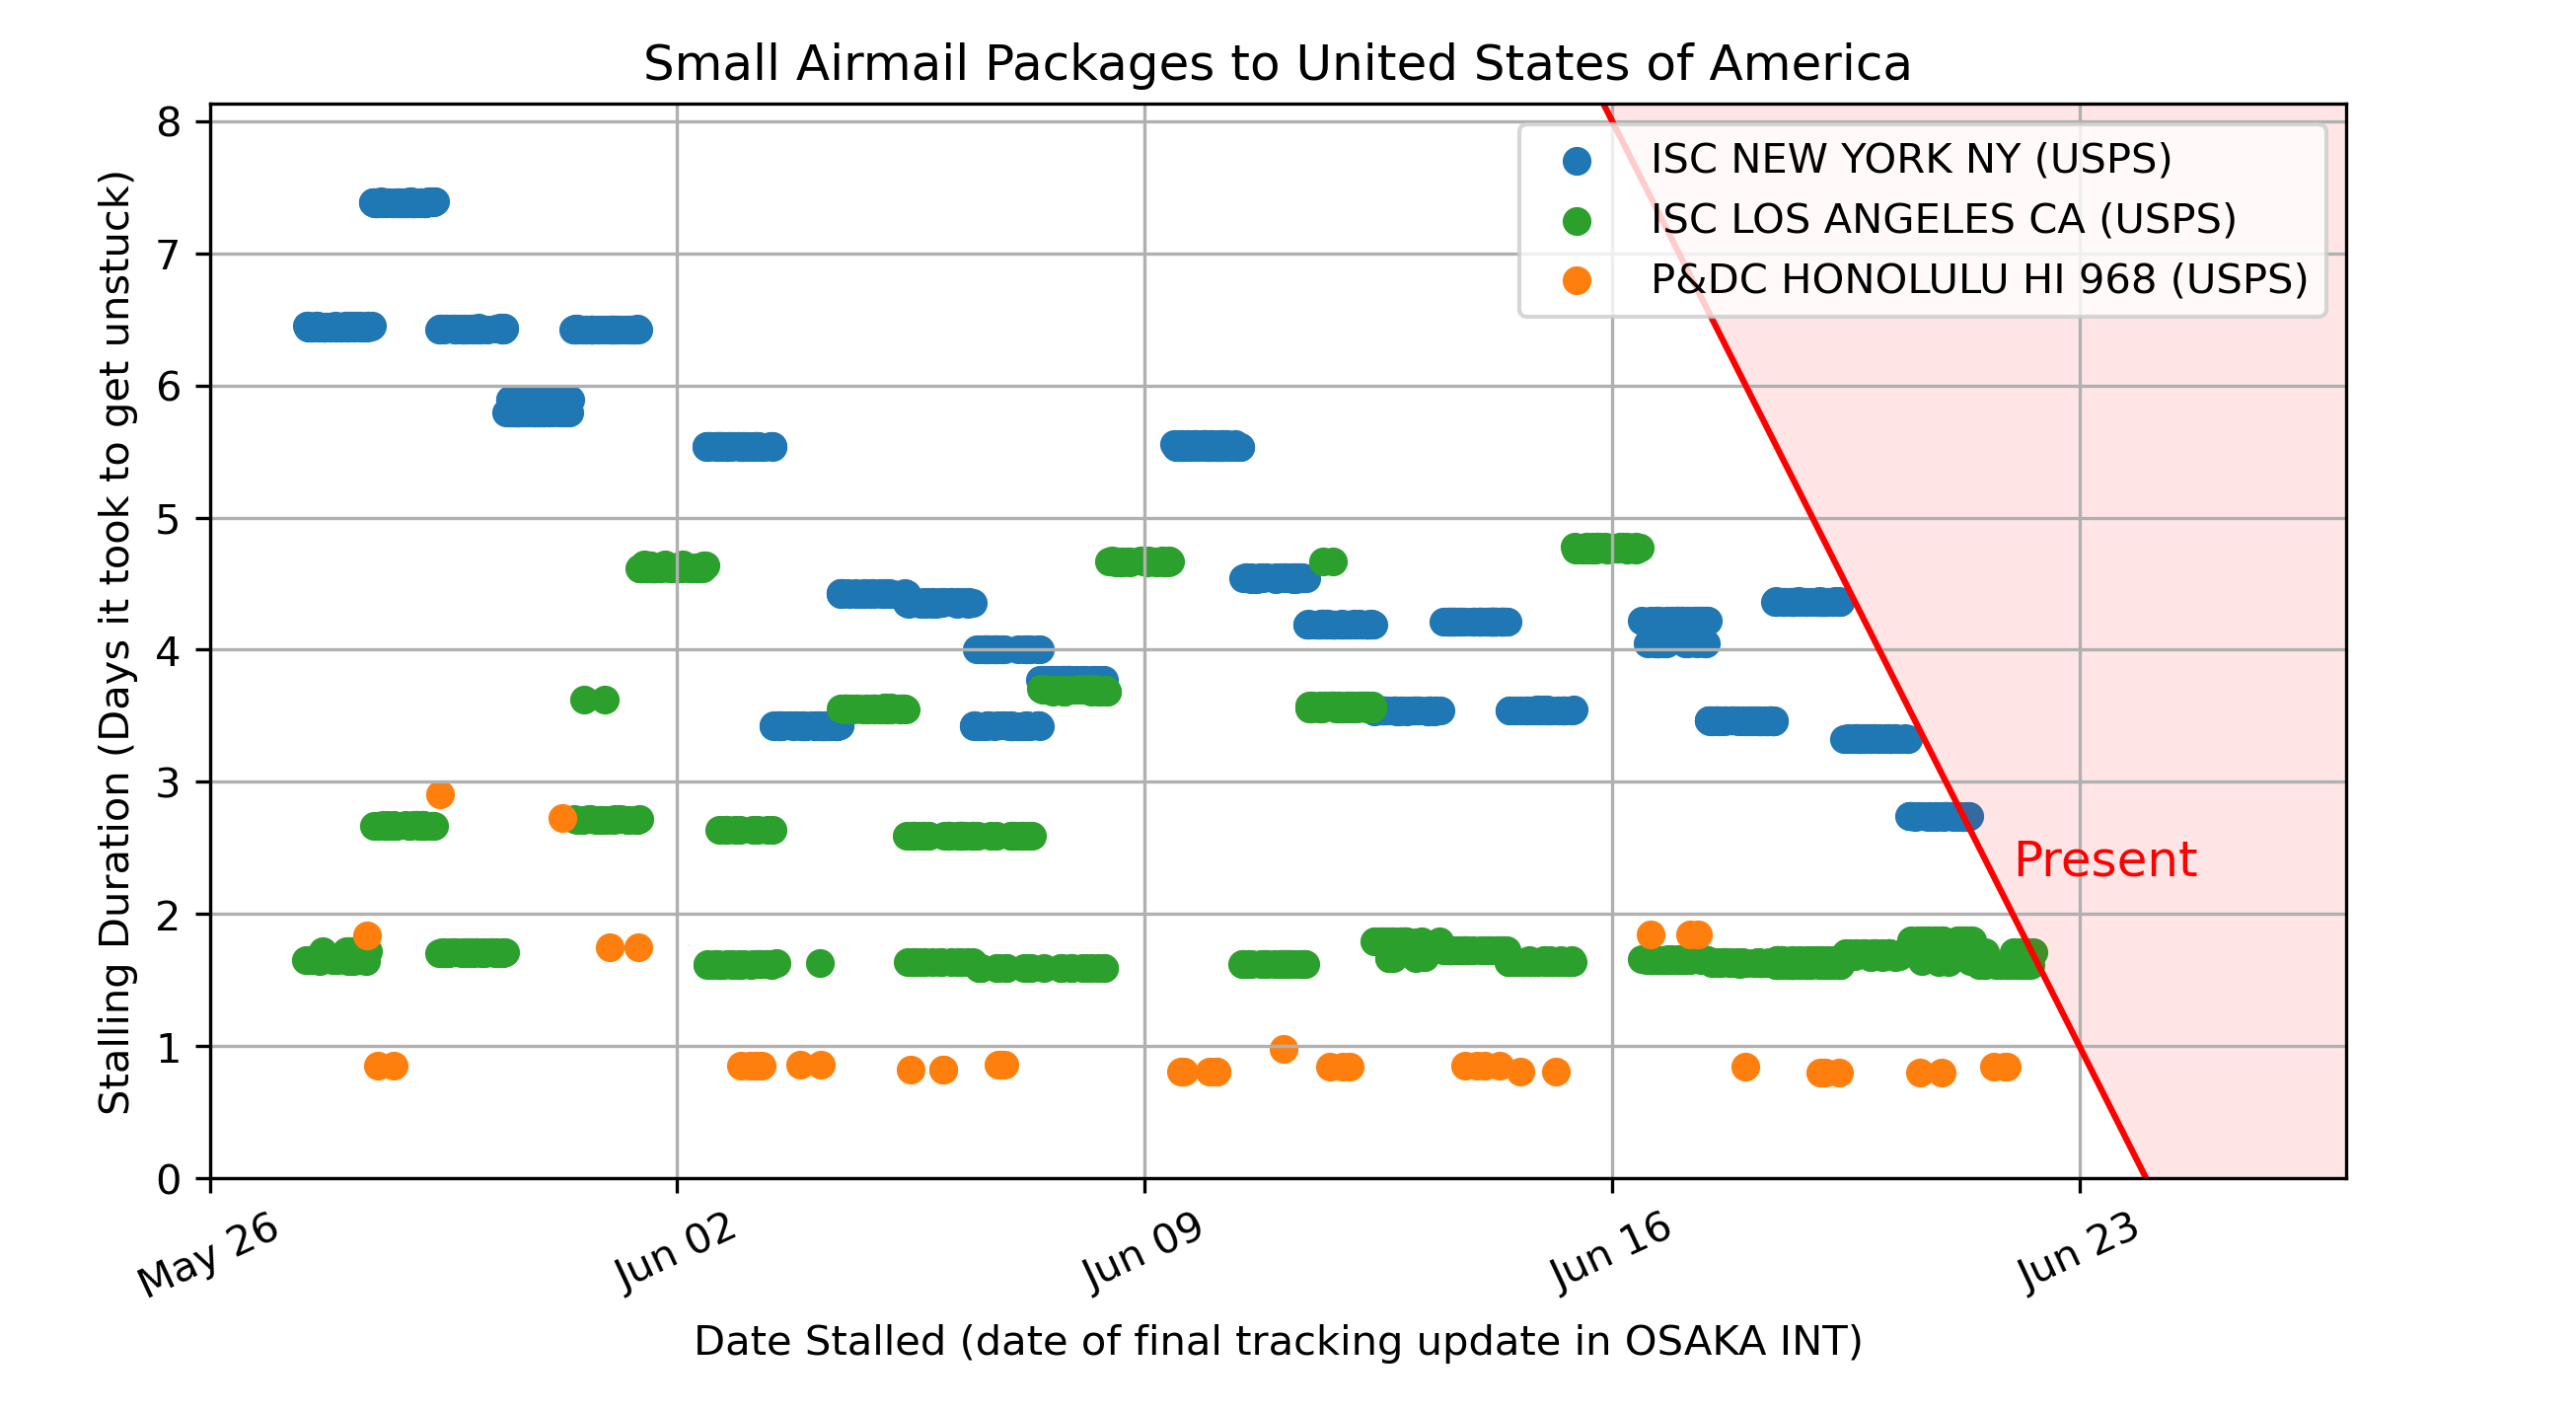 Small Airmail Packages to United States of America
Stalling Duration (Days it took to get unstuck)
8
7
6
5
4
3
2
1
0
ISC NEW YORK NY (USPS)
ISC LOS ANGELES CA (USPS)
P&DC HONOLULU HI 968 (USPS)
Present
May 26
Jun 02
Jun 09
Jun 16
Jun 23
Date Stalled (date of final tracking update in OSAKA INT)